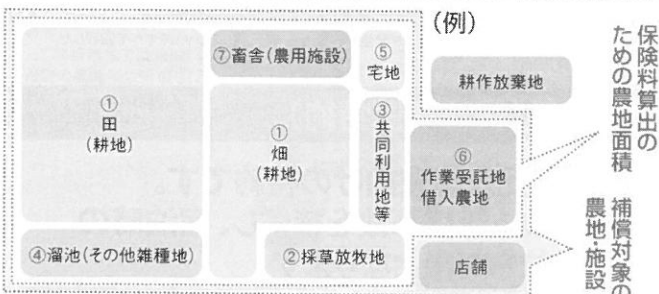 (例)
①
田
(耕地)
⑦畜舎(農用施設)
①
畑
(耕地)
⑤
宅地
③
共同利用地等
耕作放棄地
⑥
作業受託地
借入農地
④溜池(その他雑種地)
②採草放牧地
店舗
保険料算出の
ための農地面積
補償対象の
農地・施設